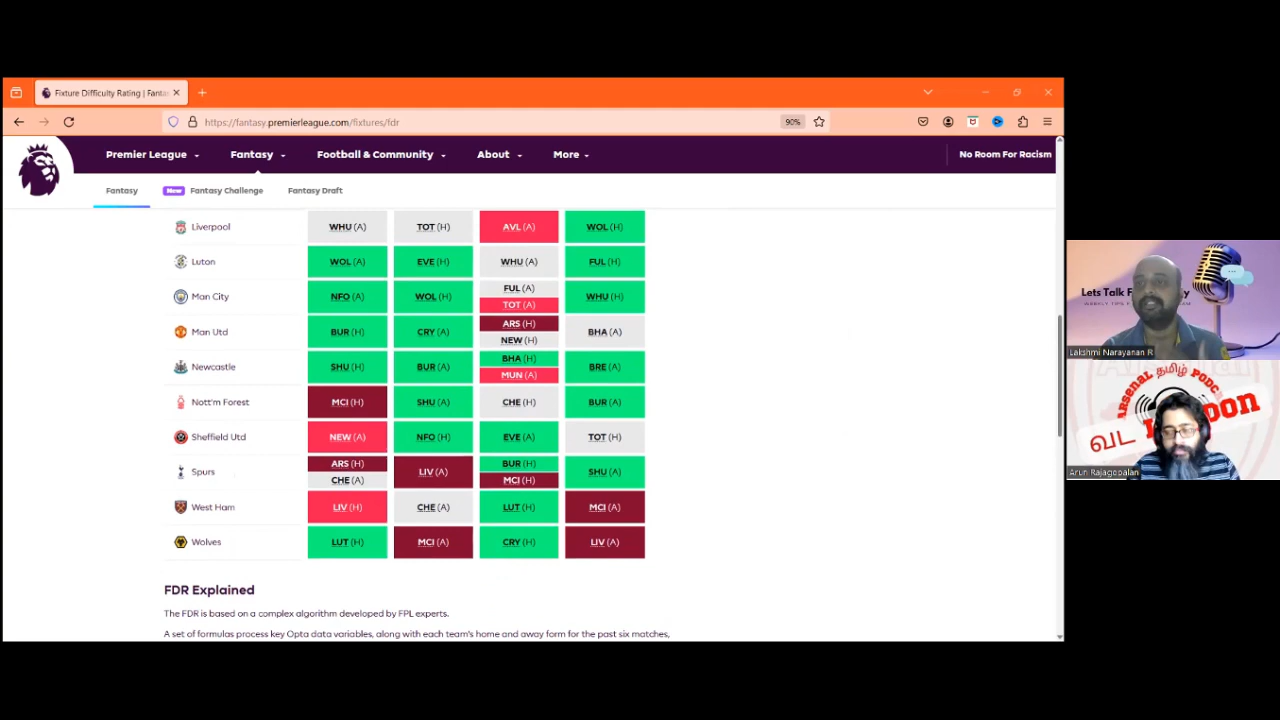 Fixture Difficulty Rating | Fanta
https://fantasy.premierleague.com/fixtures/fdr
90%
Premier League
Fantasy
Football & Community
About
More
No Room For Racism
Fantasy
New
Fantasy Challenge
Fantasy Draft
Liverpool WHU (A) TOT (H) AVL (A) WOL (H)
Luton WOL (A) EVE (H) WHU (A) FUL (H)
Man City NFO (A) WOL (H) FUL (A) TOT (A) WHU (H)
Man Utd BUR (H) CRY (A) ARS (H) NEW (H) BHA (A)
Newcastle SHU (H) BUR (A) BHA (H) MUN (A) BRE (A)
Nott'm Forest MCI (H) SHU (A) CHE (H) BUR (A)
Sheffield Utd NEW (A) NFO (H) EVE (A) TOT (H)
Spurs ARS (H) CHE (A) LIV (A) BUR (H) MCI (H) SHU (A)
West Ham LIV (H) CHE (A) LUT (H) MCI (A)
Wolves LUT (H) MCI (A) CRY (H) LIV (A)
FDR Explained
The FDR is based on a complex algorithm developed by FPL experts.
A set of formulas process key Opta data variables, along with each team's home and away form for the past six matches,
Lets Talk F
Lakshmi Narayanan R
தமிழ்
வட
Arun Rajagopalan